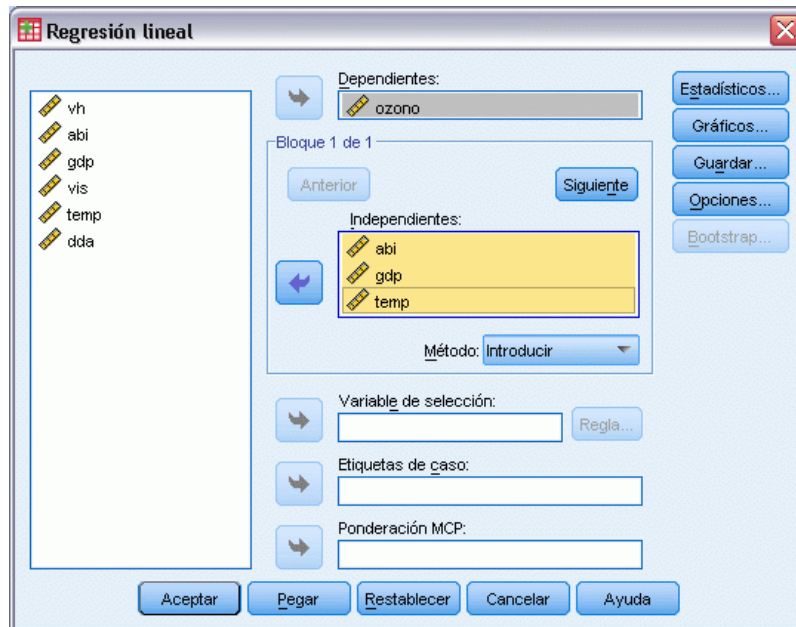 Regresión lineal
vh
abi
gdp
vis
temp
dda
Dependientes:
ozono
Bloque 1 de 1
Anterior
Siguiente
Independientes:
abi
gdp
temp
Método: Introducir
Variable de selección:
Regla...
Etiquetas de caso:
Ponderación MCP:
Estadísticos...
Gráficos...
Guardar...
Opciones...
Bootstrap...
Aceptar
Pegar
Restablecer
Cancelar
Ayuda